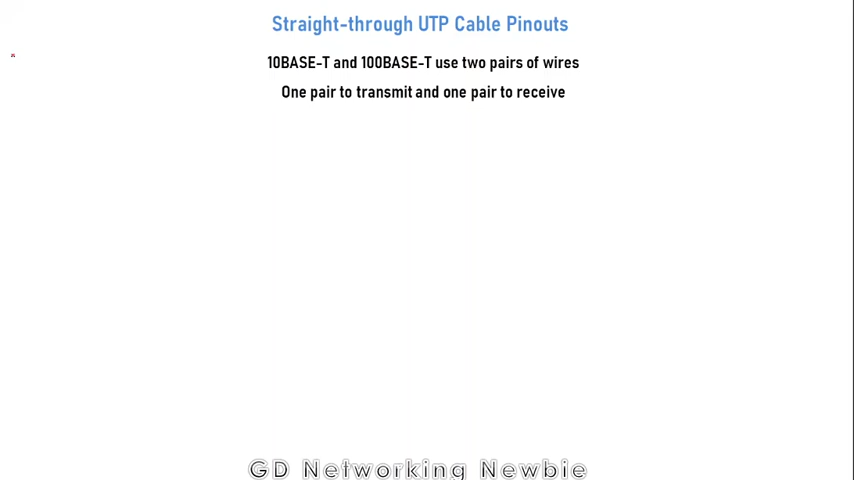 Straight-through UTP Cable Pinouts
10BASE-T and 100BASE-T use two pairs of wires
One pair to transmit and one pair to receive
GD Networking Newbie